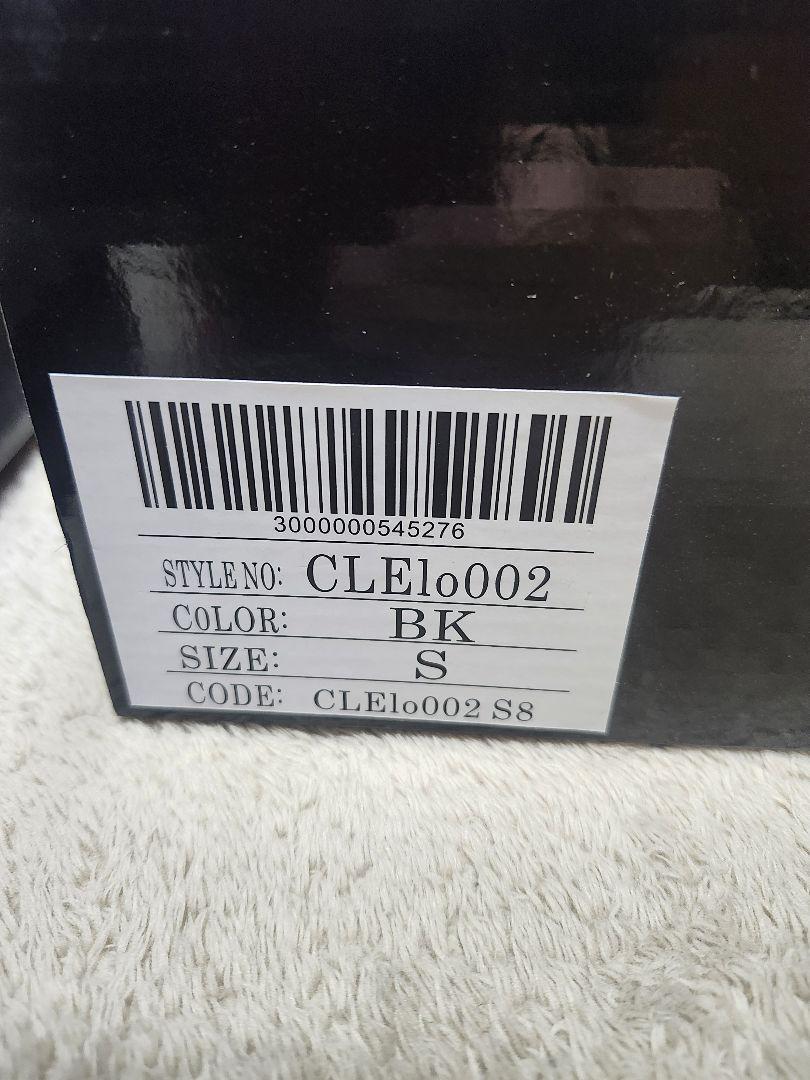 3000000545276
STYLE NO: CLElo002
COLOR: BK
SIZE: S
CODE: CLElo002 S8